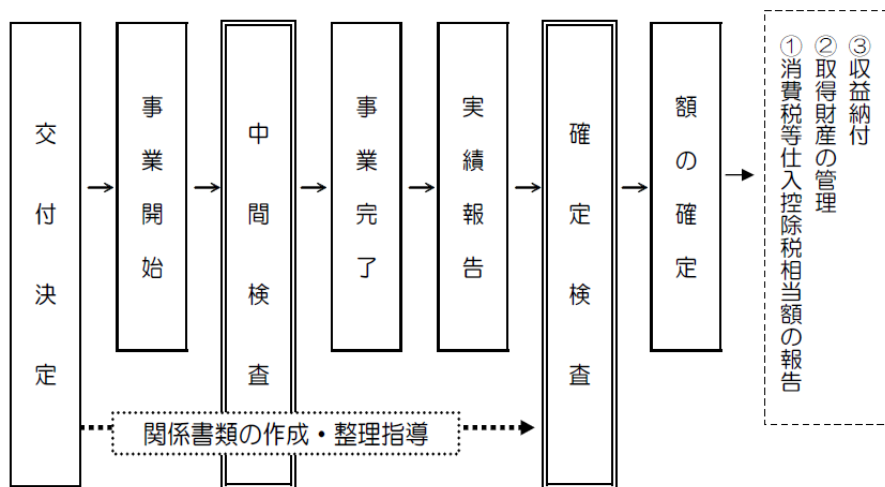 交付決定
事業開始
中間検査
事業完了
実績報告
確定検査
額の確定
③収益納付
②取得財産の管理
①消費税等仕入控除税相当額の報告
関係書類の作成・整理指導